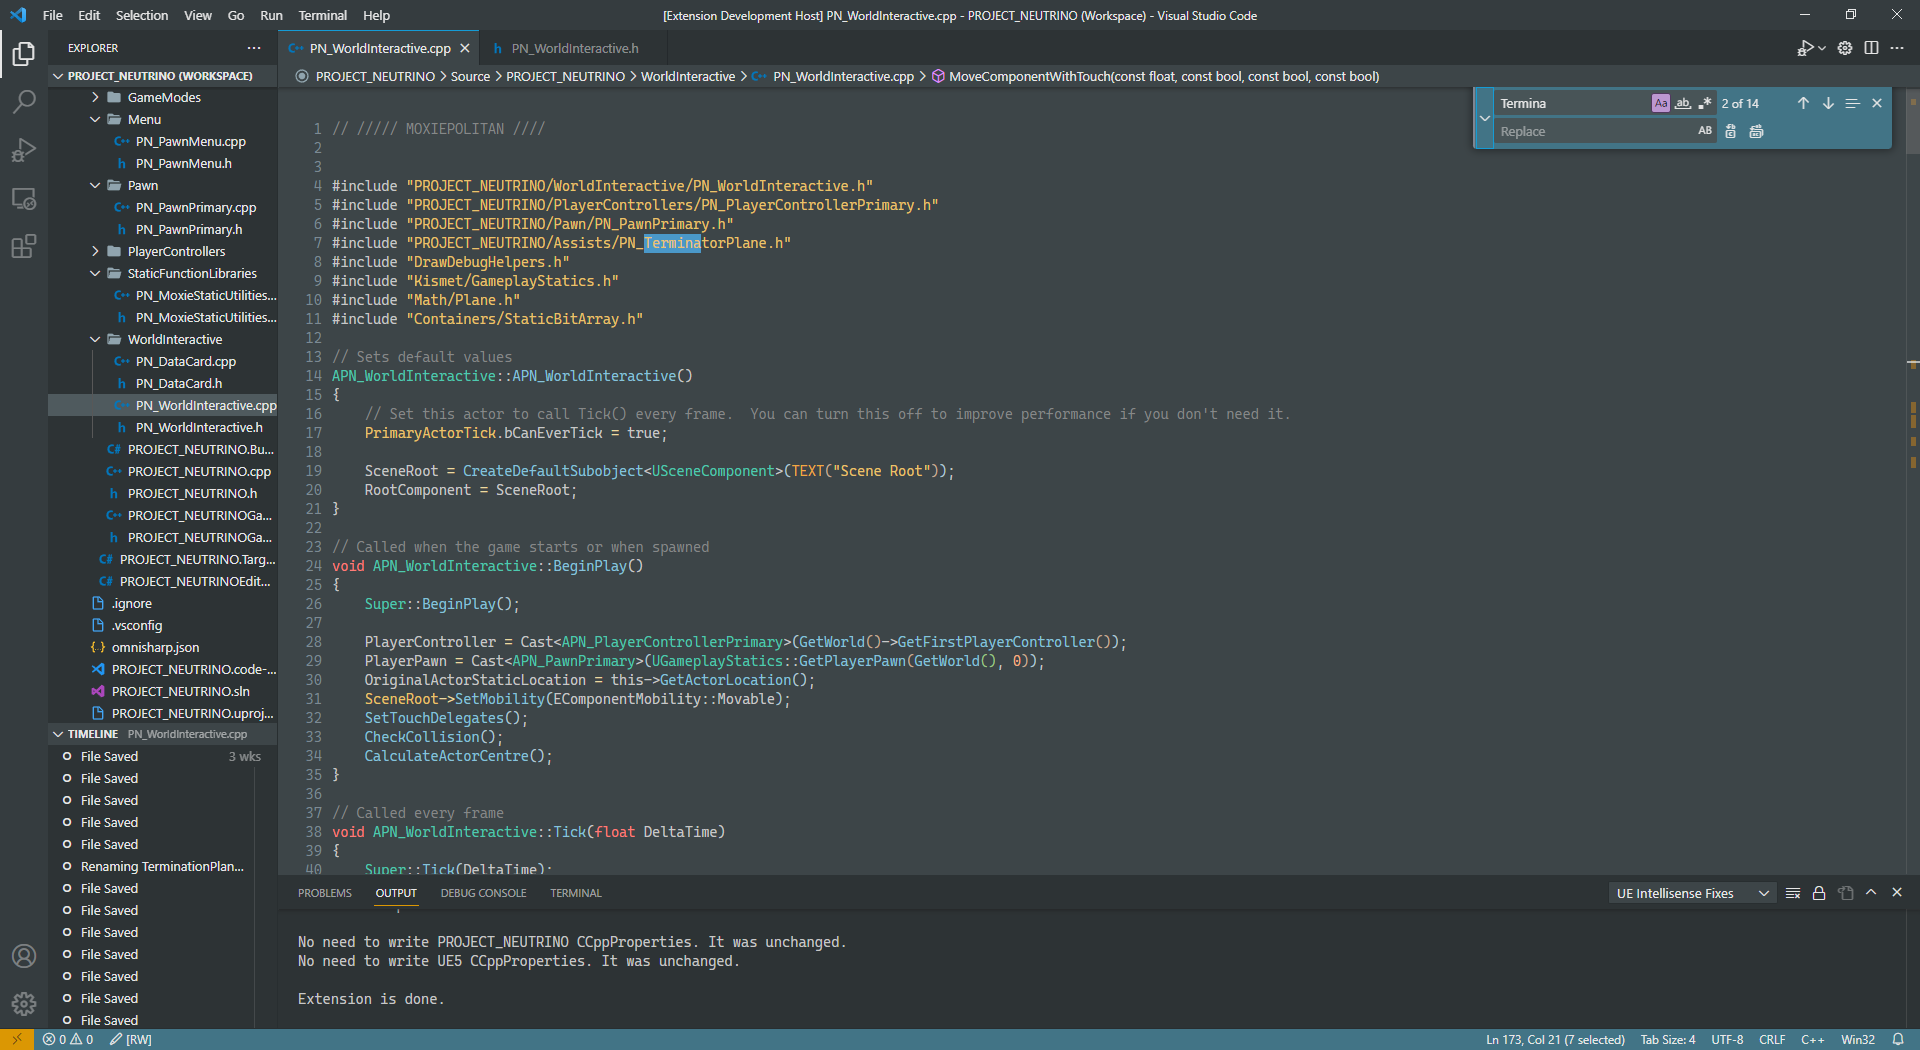 File Edit Selection View Go Run Terminal Help
[Extension Development Host] PN_WorldInteractive.cpp - PROJECT_NEUTRINO (Workspace) - Visual Studio Code
EXPLORER
PROJECT_NEUTRINO (WORKSPACE)
GameModes
Menu
C++ PN_PawnMenu.cpp
h PN_PawnMenu.h
Pawn
C++ PN_PawnPrimary.cpp
h PN_PawnPrimary.h
PlayerControllers
StaticFunctionLibraries
C++ PN_MoxieStaticUtilities...
h PN_MoxieStaticUtilities...
WorldInteractive
C++ PN_DataCard.cpp
h PN_DataCard.h
C++ PN_WorldInteractive.cpp
h PN_WorldInteractive.h
C# PROJECT_NEUTRINO.Bu...
C++ PROJECT_NEUTRINO.cpp
h PROJECT_NEUTRINO.h
C++ PROJECT_NEUTRINOGa...
h PROJECT_NEUTRINOGa...
C# PROJECT_NEUTRINO.Targ...
C# PROJECT_NEUTRINOEdit...
.ignore
.vsconfig
{} omnisharp.json
PROJECT_NEUTRINO.code-...
PROJECT_NEUTRINO.sln
PROJECT_NEUTRINO.uproj...
TIMELINE PN_WorldInteractive.cpp
File Saved 3 wks
File Saved
File Saved
File Saved
File Saved
Renaming TerminationPlan...
File Saved
File Saved
File Saved
File Saved
File Saved
File Saved
File Saved
C++ PN_WorldInteractive.cpp
h PN_WorldInteractive.h
PROJECT_NEUTRINO > Source > PROJECT_NEUTRINO > WorldInteractive > C++ PN_WorldInteractive.cpp > MoveComponentWithTouch(const float, const bool, const bool, const bool)
Termina Aa ab .* 2 of 14
Replace AB
1 // ///// MOXIEPOLITAN ////
2
3
4 #include "PROJECT_NEUTRINO/WorldInteractive/PN_WorldInteractive.h"
5 #include "PROJECT_NEUTRINO/PlayerControllers/PN_PlayerControllerPrimary.h"
6 #include "PROJECT_NEUTRINO/Pawn/PN_PawnPrimary.h"
7 #include "PROJECT_NEUTRINO/Assists/PN_TerminatorPlane.h"
8 #include "DrawDebugHelpers.h"
9 #include "Kismet/GameplayStatics.h"
10 #include "Math/Plane.h"
11 #include "Containers/StaticBitArray.h"
12
13 // Sets default values
14 APN_WorldInteractive::APN_WorldInteractive()
15 {
16 // Set this actor to call Tick() every frame.  You can turn this off to improve performance if you don't need it.
17 PrimaryActorTick.bCanEverTick = true;
18
19 SceneRoot = CreateDefaultSubobject<USceneComponent>(TEXT("Scene Root"));
20 RootComponent = SceneRoot;
21 }
22
23 // Called when the game starts or when spawned
24 void APN_WorldInteractive::BeginPlay()
25 {
26 Super::BeginPlay();
27
28 PlayerController = Cast<APN_PlayerControllerPrimary>(GetWorld()->GetFirstPlayerController());
29 PlayerPawn = Cast<APN_PawnPrimary>(UGameplayStatics::GetPlayerPawn(GetWorld(), 0));
30 OriginalActorStaticLocation = this->GetActorLocation();
31 SceneRoot->SetMobility(EComponentMobility::Movable);
32 SetTouchDelegates();
33 CheckCollision();
34 CalculateActorCentre();
35 }
36
37 // Called every frame
38 void APN_WorldInteractive::Tick(float DeltaTime)
39 {
40 Super::Tick(DeltaTime);
PROBLEMS OUTPUT DEBUG CONSOLE TERMINAL
UE Intellisense Fixes
No need to write PROJECT_NEUTRINO CCppProperties. It was unchanged.
No need to write UE5 CCppProperties. It was unchanged.
Extension is done.
0 0 [RW]
Ln 173, Col 21 (7 selected) Tab Size: 4 UTF-8 CRLF C++ Win32